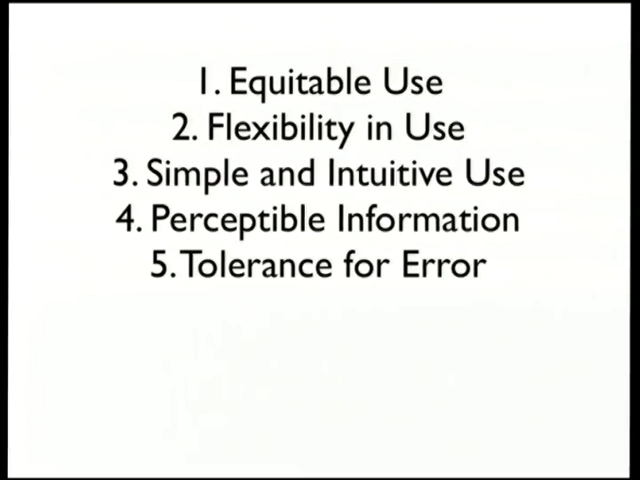 1. Equitable Use
2. Flexibility in Use
3. Simple and Intuitive Use
4. Perceptible Information
5. Tolerance for Error